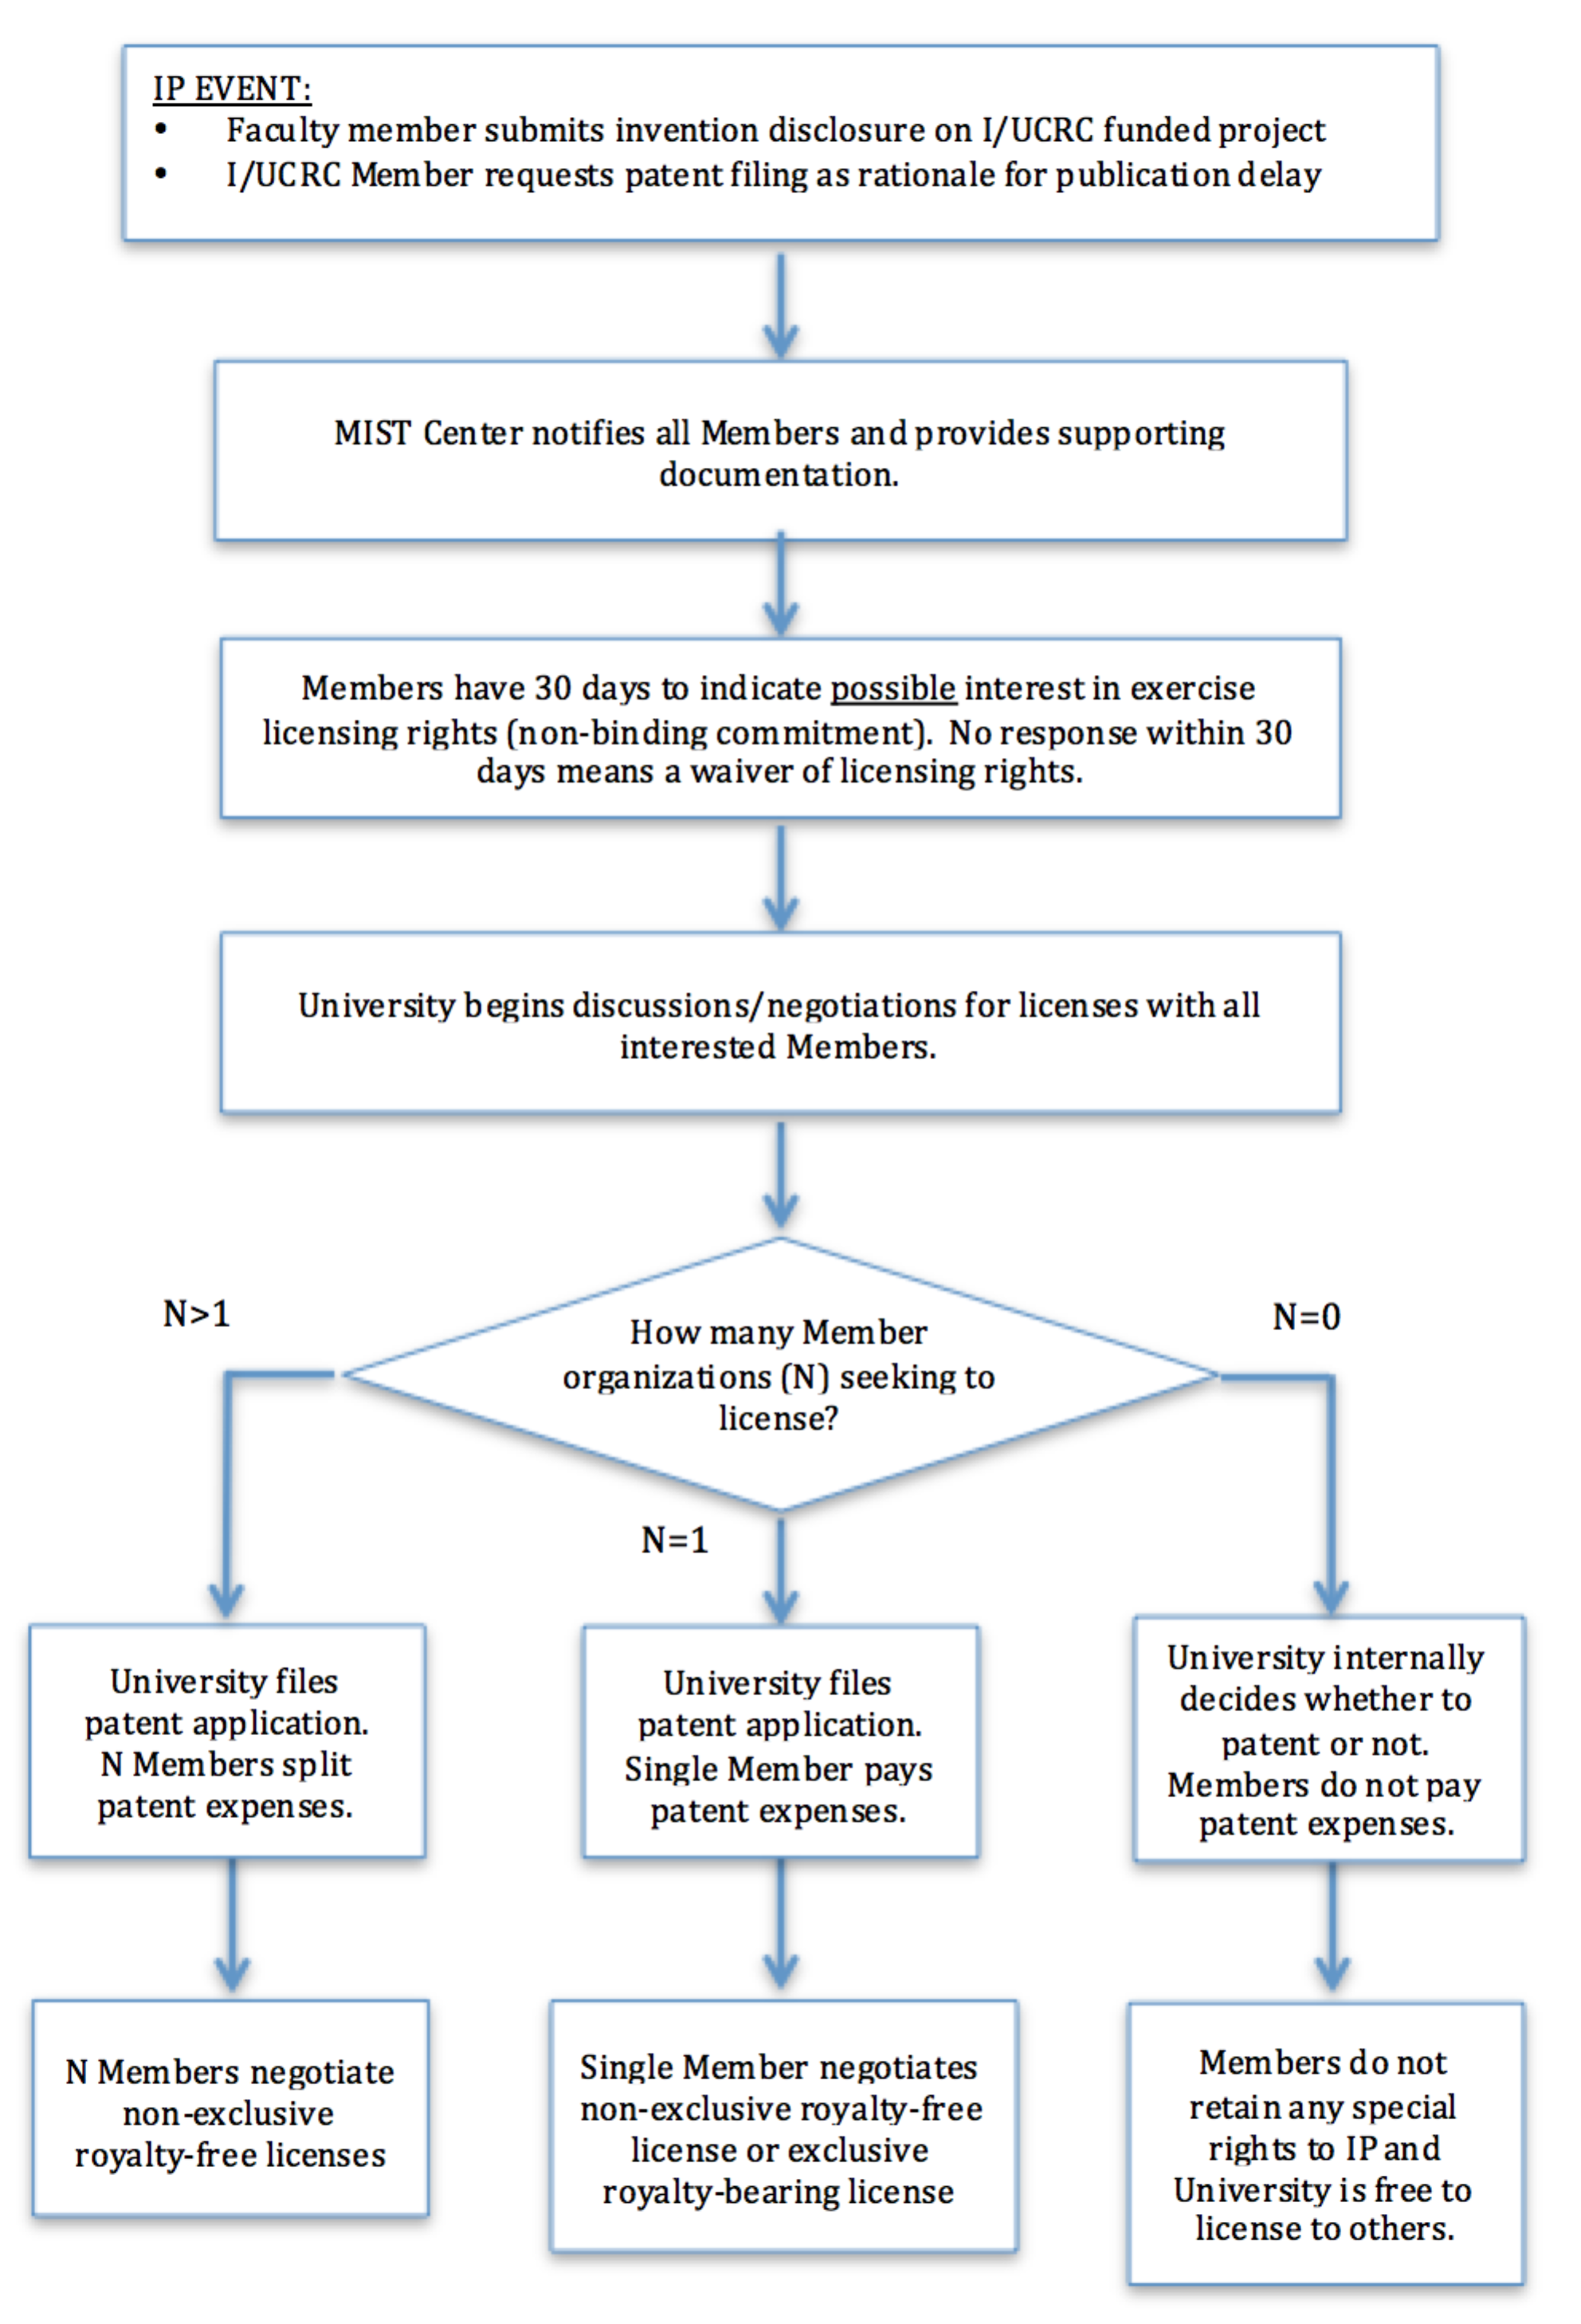 IP EVENT:
• Faculty member submits invention disclosure on I/UCRC funded project
• I/UCRC Member requests patent filing as rationale for publication delay
MIST Center notifies all Members and provides supporting
documentation.
Members have 30 days to indicate possible interest in exercise
licensing rights (non-binding commitment). No response within 30
days means a waiver of licensing rights.
University begins discussions/negotiations for licenses with all
interested Members.
How many Member
organizations (N) seeking to
license?
N>1
N=1
N=0
University files
patent application.
N Members split
patent expenses.
University files
patent application.
Single Member pays
patent expenses.
University internally
decides whether to
patent or not.
Members do not pay
patent expenses.
N Members negotiate
non-exclusive
royalty-free licenses
Single Member negotiates
non-exclusive royalty-free
license or exclusive
royalty-bearing license
Members do not
retain any special
rights to IP and
University is free to
license to others.